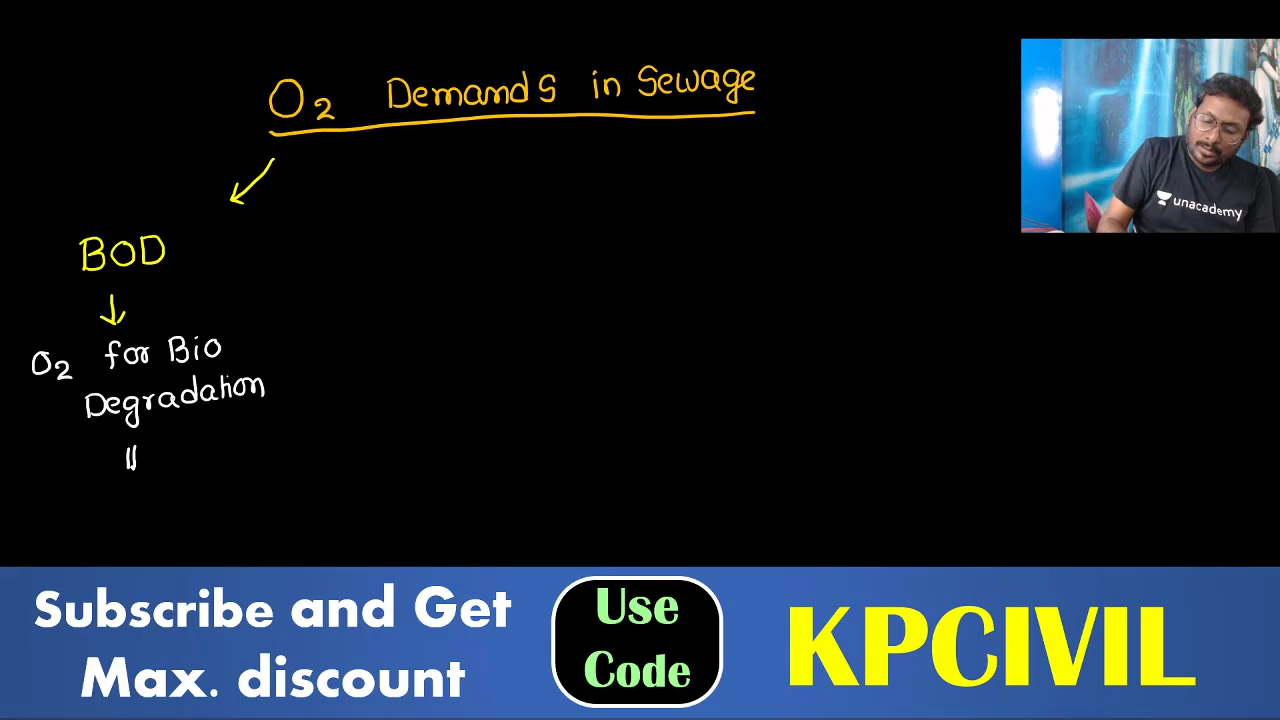 O2 Demands in Sewage
BOD
O2 for Bio
Degradation
unacademy
Subscribe and Get
Max. discount
Use
Code
KPCIVIL